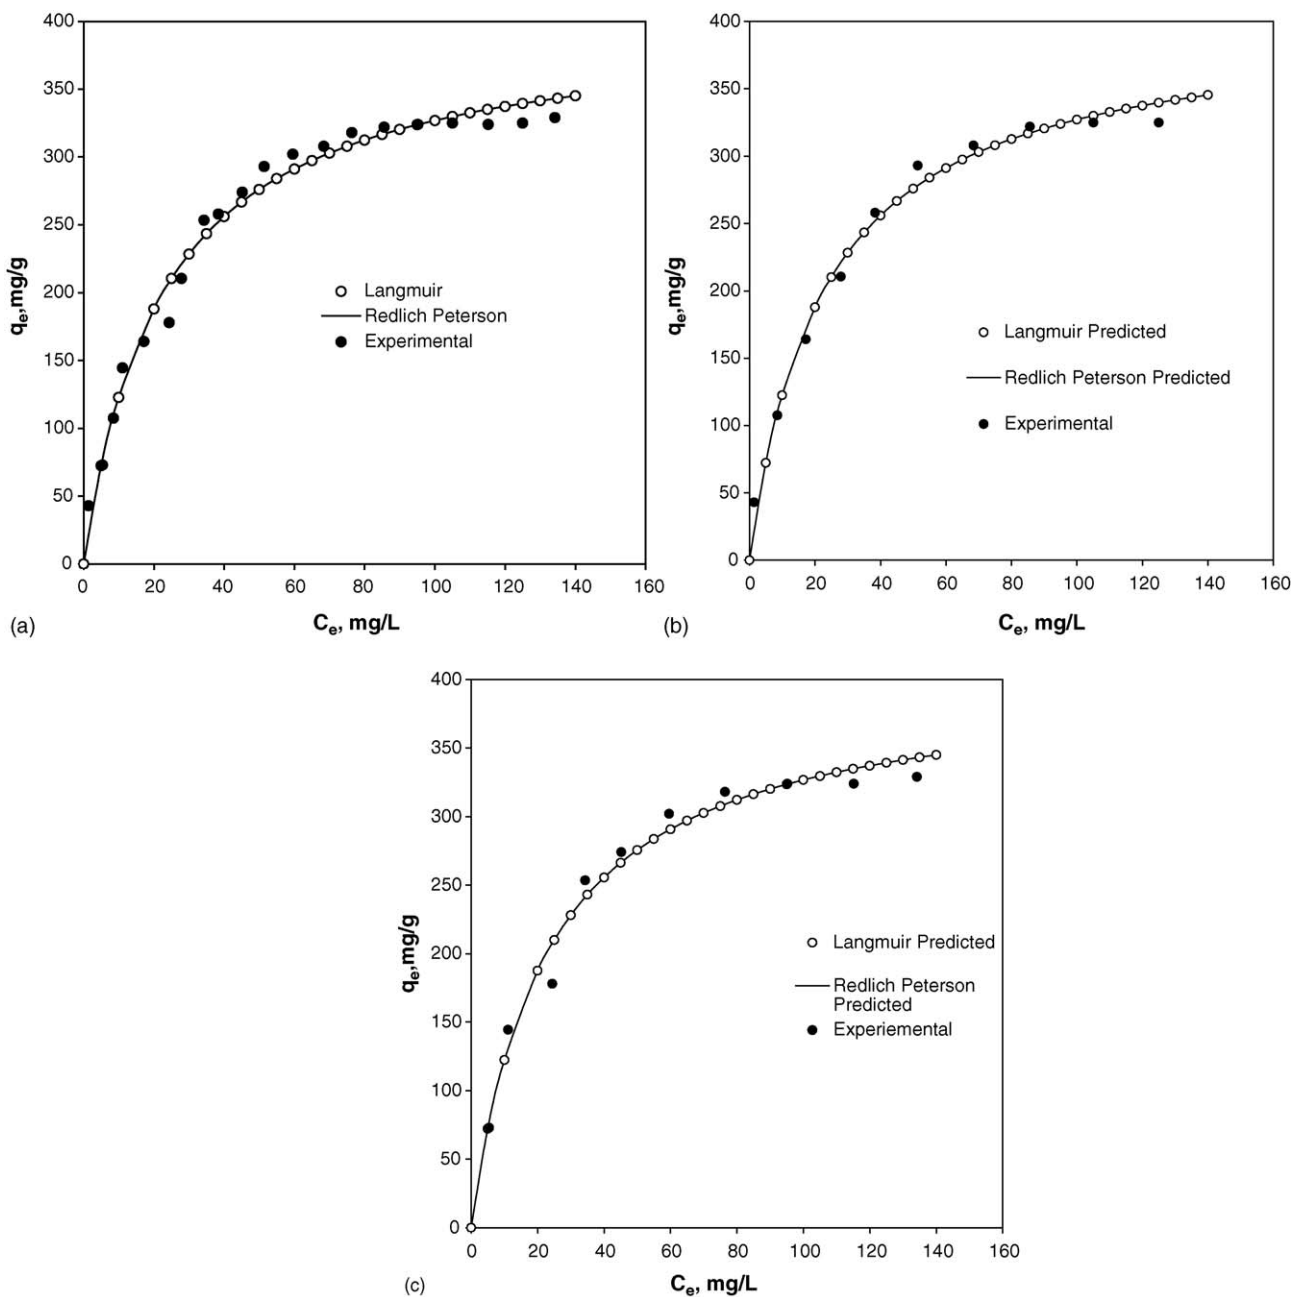 400
350
300
250
200
150
100
50
0
qe,mg/g
Langmuir
Redlich Peterson
Experimental
0 20 40 60 80 100 120 140 160
Ce, mg/L
(a)
400
350
300
250
200
150
100
50
0
qe,mg/g
Langmuir Predicted
Redlich Peterson Predicted
Experimental
0 20 40 60 80 100 120 140 160
Ce, mg/L
(b)
400
350
300
250
200
150
100
50
0
qe,mg/g
Langmuir Predicted
Redlich Peterson
Predicted
Experiemental
0 20 40 60 80 100 120 140 160
Ce, mg/L
(c)